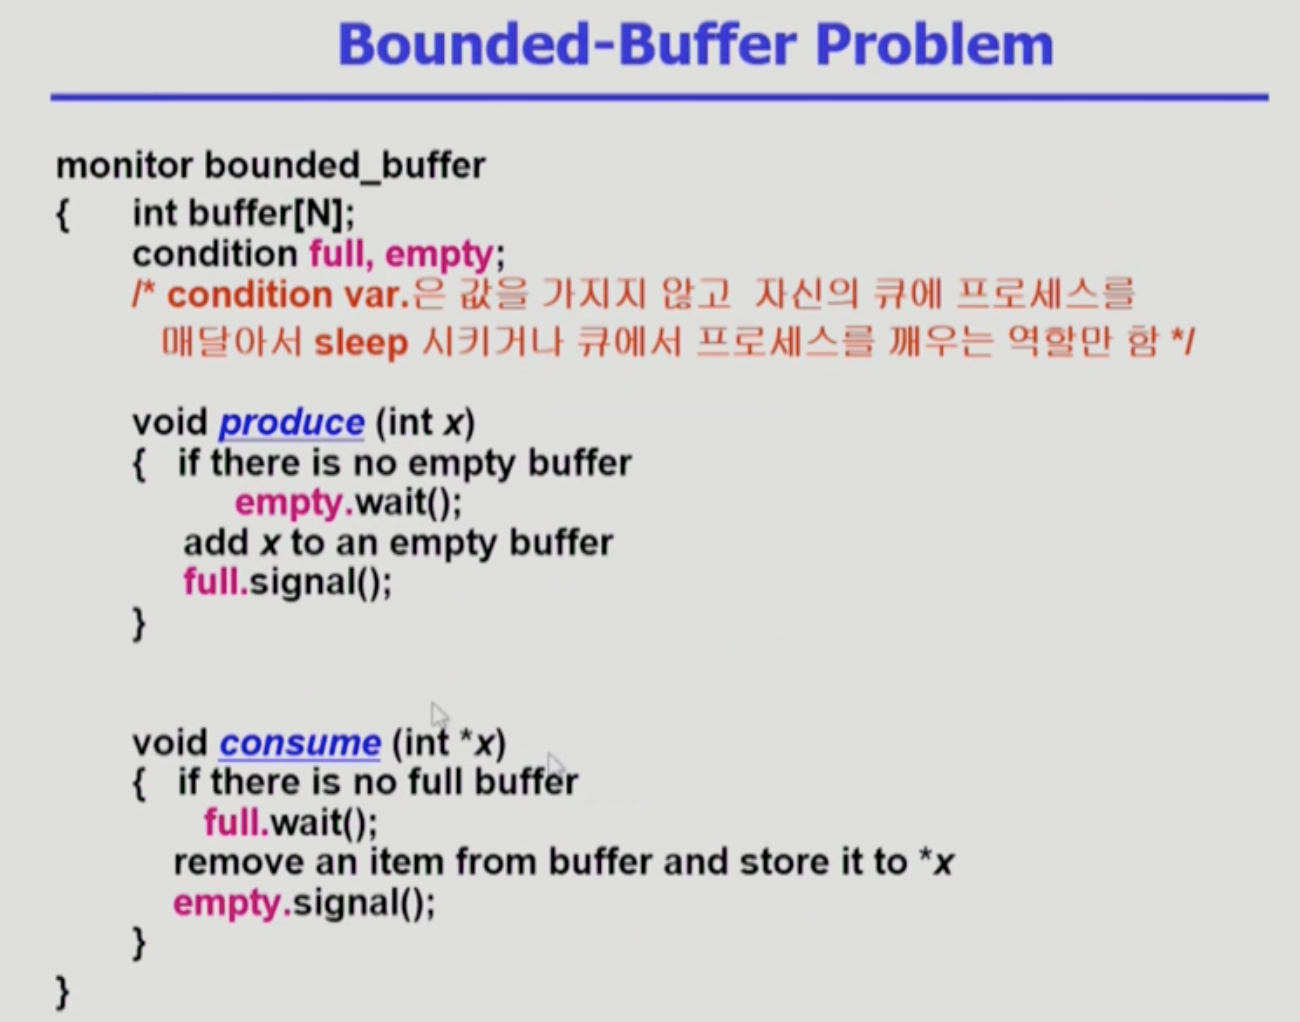 Bounded-Buffer Problem
monitor bounded_buffer
{ int buffer[N];
condition full, empty;
/* condition var.은 값을 가지지 않고 자신의 큐에 프로세스를
매달아서 sleep 시키거나 큐에서 프로세스를 깨우는 역할만 함 */
void produce (int x)
{ if there is no empty buffer
empty.wait();
add x to an empty buffer
full.signal();
}
void consume (int *x)
{ if there is no full buffer
full.wait();
remove an item from buffer and store it to *x
empty.signal();
}
}